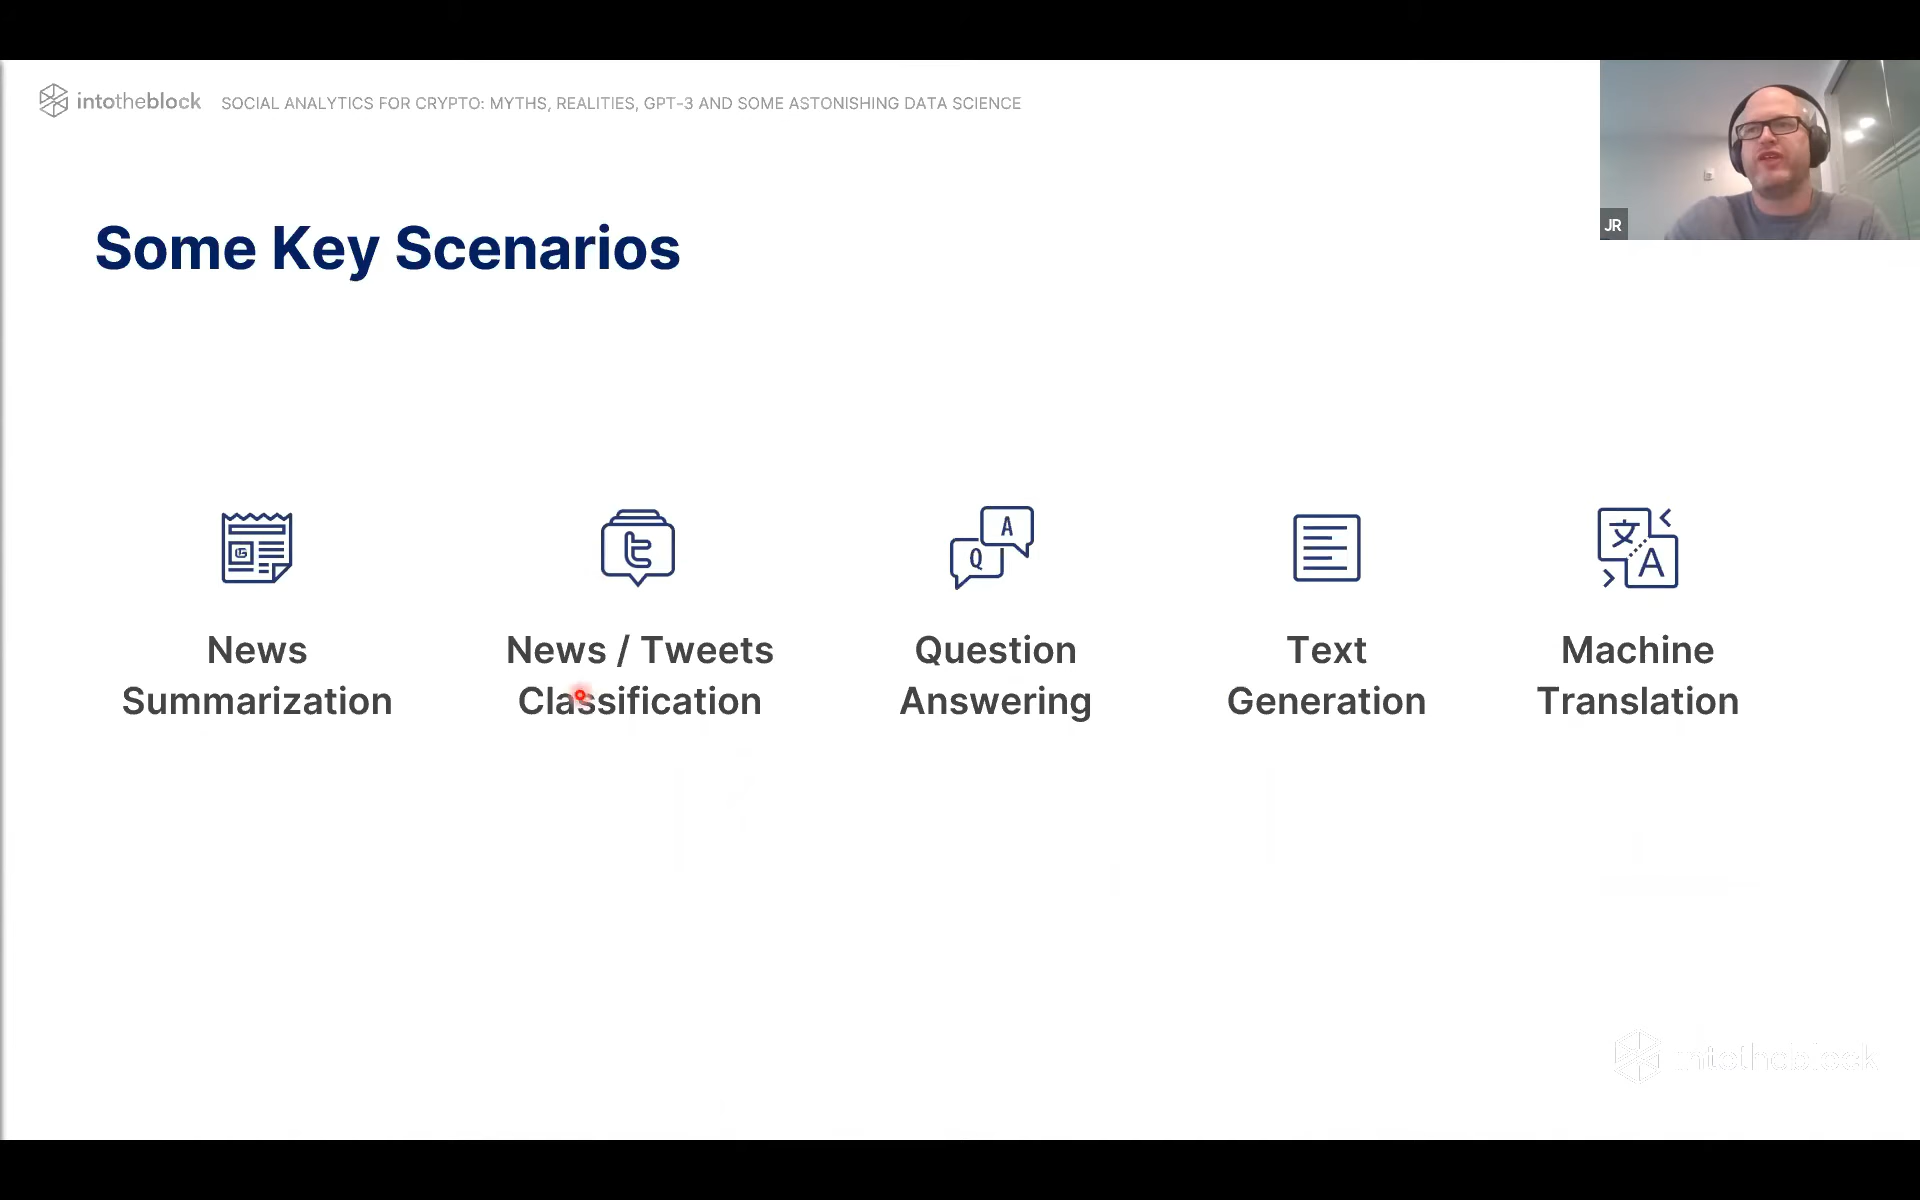 intotheblock SOCIAL ANALYTICS FOR CRYPTO: MYTHS, REALITIES, GPT-3 AND SOME ASTONISHING DATA SCIENCE
JR
Some Key Scenarios
A
Q
文
A
News
Summarization
News / Tweets
Classification
Question
Answering
Text
Generation
Machine
Translation
intotheblock